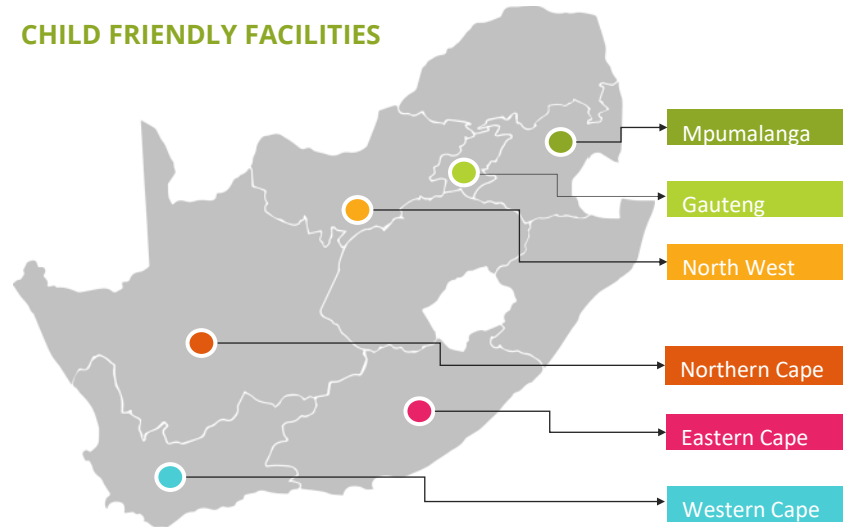 CHILD FRIENDLY FACILITIES
Mpumalanga
Gauteng
North West
Northern Cape
Eastern Cape
Western Cape